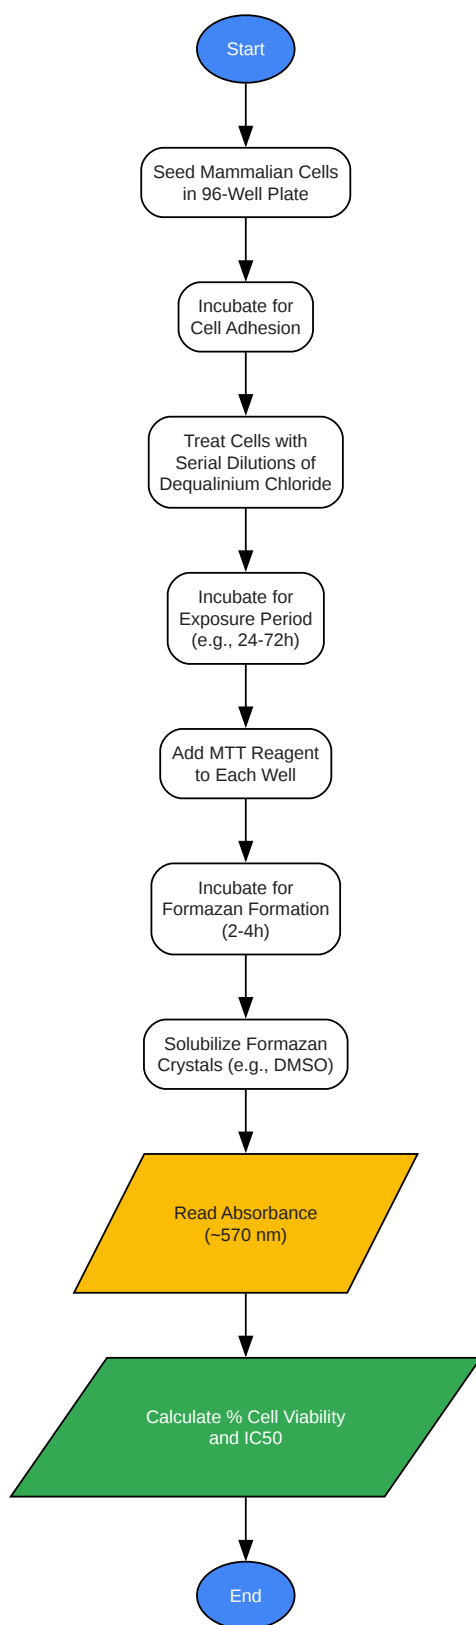 Start
Seed Mammalian Cells
in 96-Well Plate
Incubate for
Cell Adhesion
Treat Cells with
Serial Dilutions of
Dequalinium Chloride
Incubate for
Exposure Period
(e.g., 24-72h)
Add MTT Reagent
to Each Well
Incubate for
Formazan Formation
(2-4h)
Solubilize Formazan
Crystals (e.g., DMSO)
Read Absorbance
(~570 nm)
Calculate % Cell Viability
and IC50
End